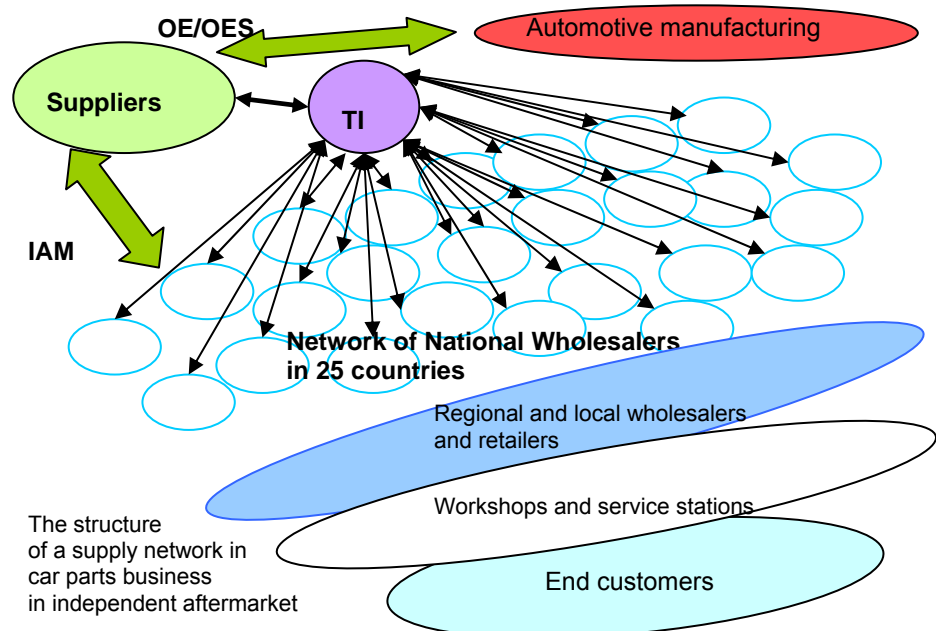 OE/OES
Automotive manufacturing
Suppliers
TI
IAM
Network of National Wholesalers
in 25 countries
Regional and local wholesalers
and retailers
Workshops and service stations
The structure
of a supply network in
car parts business
in independent aftermarket
End customers